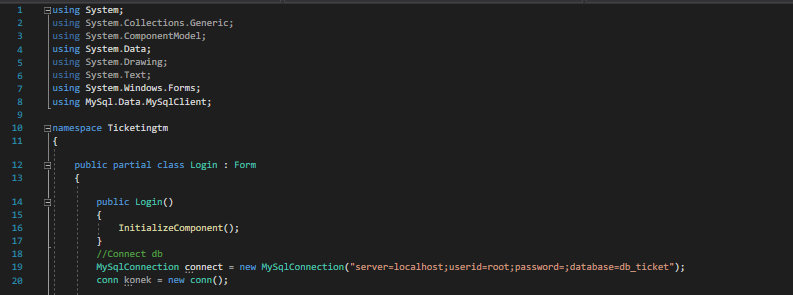 1 using System;
2 using System.Collections.Generic;
3 using System.ComponentModel;
4 using System.Data;
5 using System.Drawing;
6 using System.Text;
7 using System.Windows.Forms;
8 using MySql.Data.MySqlClient;
9
10 namespace Ticketingtm
11 {
12 public partial class Login : Form
13 {
14 public Login()
15 {
16 InitializeComponent();
17 }
18 //Connect db
19 MySqlConnection connect = new MySqlConnection("server=localhost;userid=root;password=;database=db_ticket");
20 conn konek = new conn();